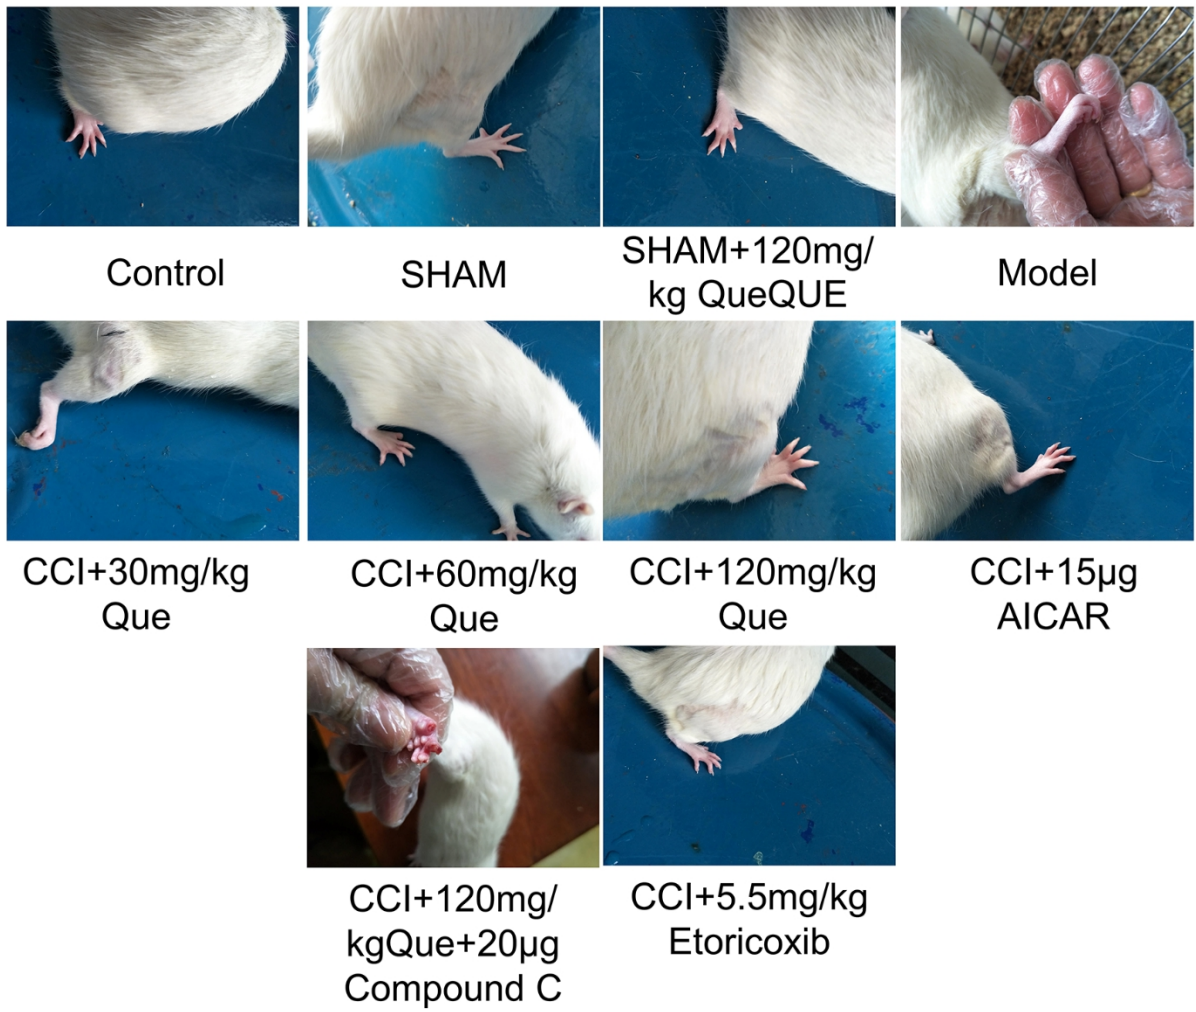 Control
SHAM
SHAM+120mg/
kg QueQUE
Model
CCI+30mg/kg
Que
CCI+60mg/kg
Que
CCI+120mg/kg
Que
CCI+15μg
AICAR
CCI+120mg/
kgQue+20μg
Compound C
CCI+5.5mg/kg
Etoricoxib